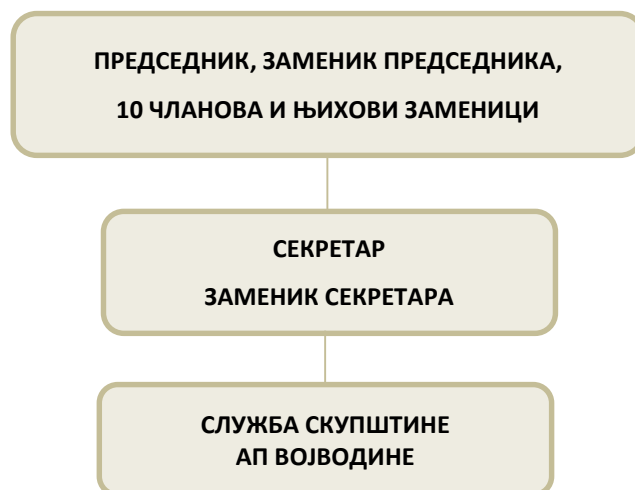 ПРЕДСЕДНИК, ЗАМЕНИК ПРЕДСЕДНИКА,
10 ЧЛАНОВА И ЊИХОВИ ЗАМЕНИЦИ
СЕКРЕТАР
ЗАМЕНИК СЕКРЕТАРА
СЛУЖБА СКУПШТИНЕ
АП ВОЈВОДИНЕ